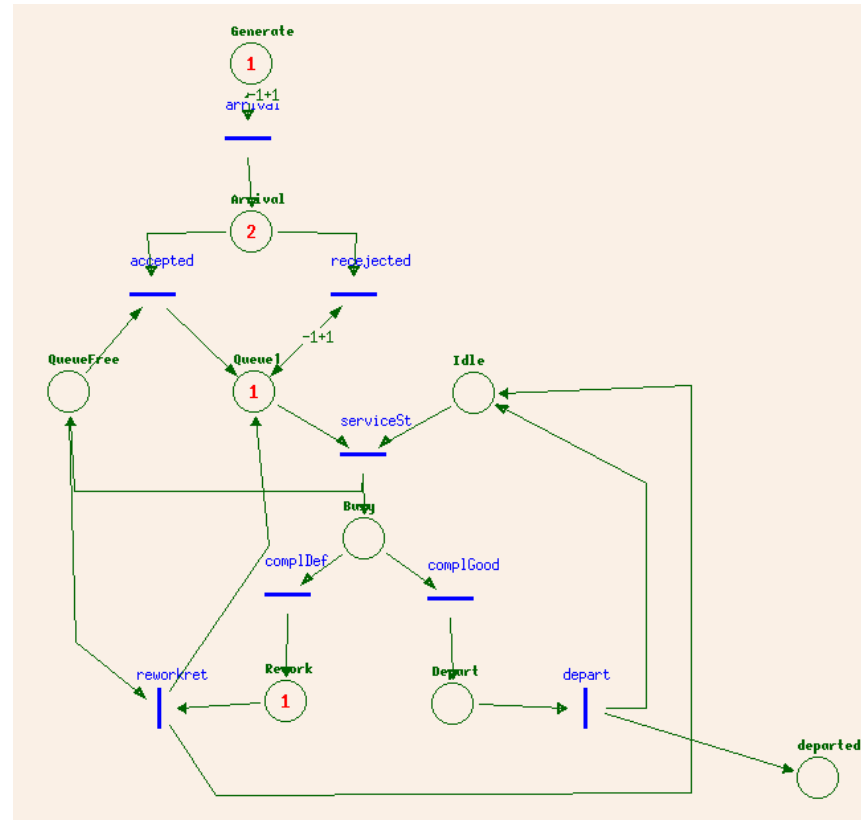 Generate
1
-1+1
arrival
Arrival
2
accepted
recejected
-1+1
QueueFree
Queue1
Idle
1
serviceSt
Busy
complDef
complGood
reworkret
Rework
Depart
depart
1
departed